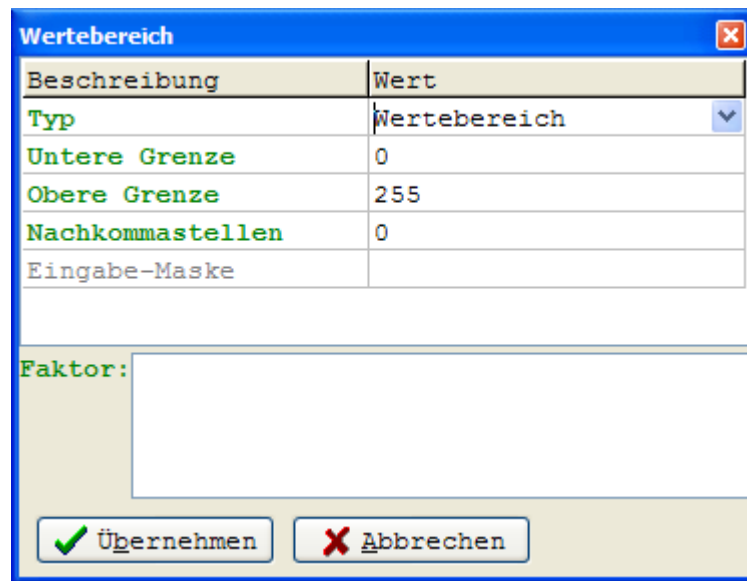 Wertebereich
Beschreibung Wert
Typ Wertebereich
Untere Grenze 0
Obere Grenze 255
Nachkommastellen 0
Eingabe-Maske
Faktor:
Übernehmen Abbrechen